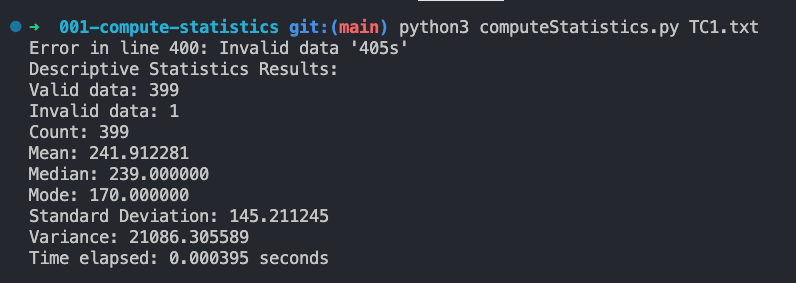 ➜ 001-compute-statistics git:(main) python3 computeStatistics.py TC1.txt
Error in line 400: Invalid data '405s'
Descriptive Statistics Results:
Valid data: 399
Invalid data: 1
Count: 399
Mean: 241.912281
Median: 239.000000
Mode: 170.000000
Standard Deviation: 145.211245
Variance: 21086.305589
Time elapsed: 0.000395 seconds